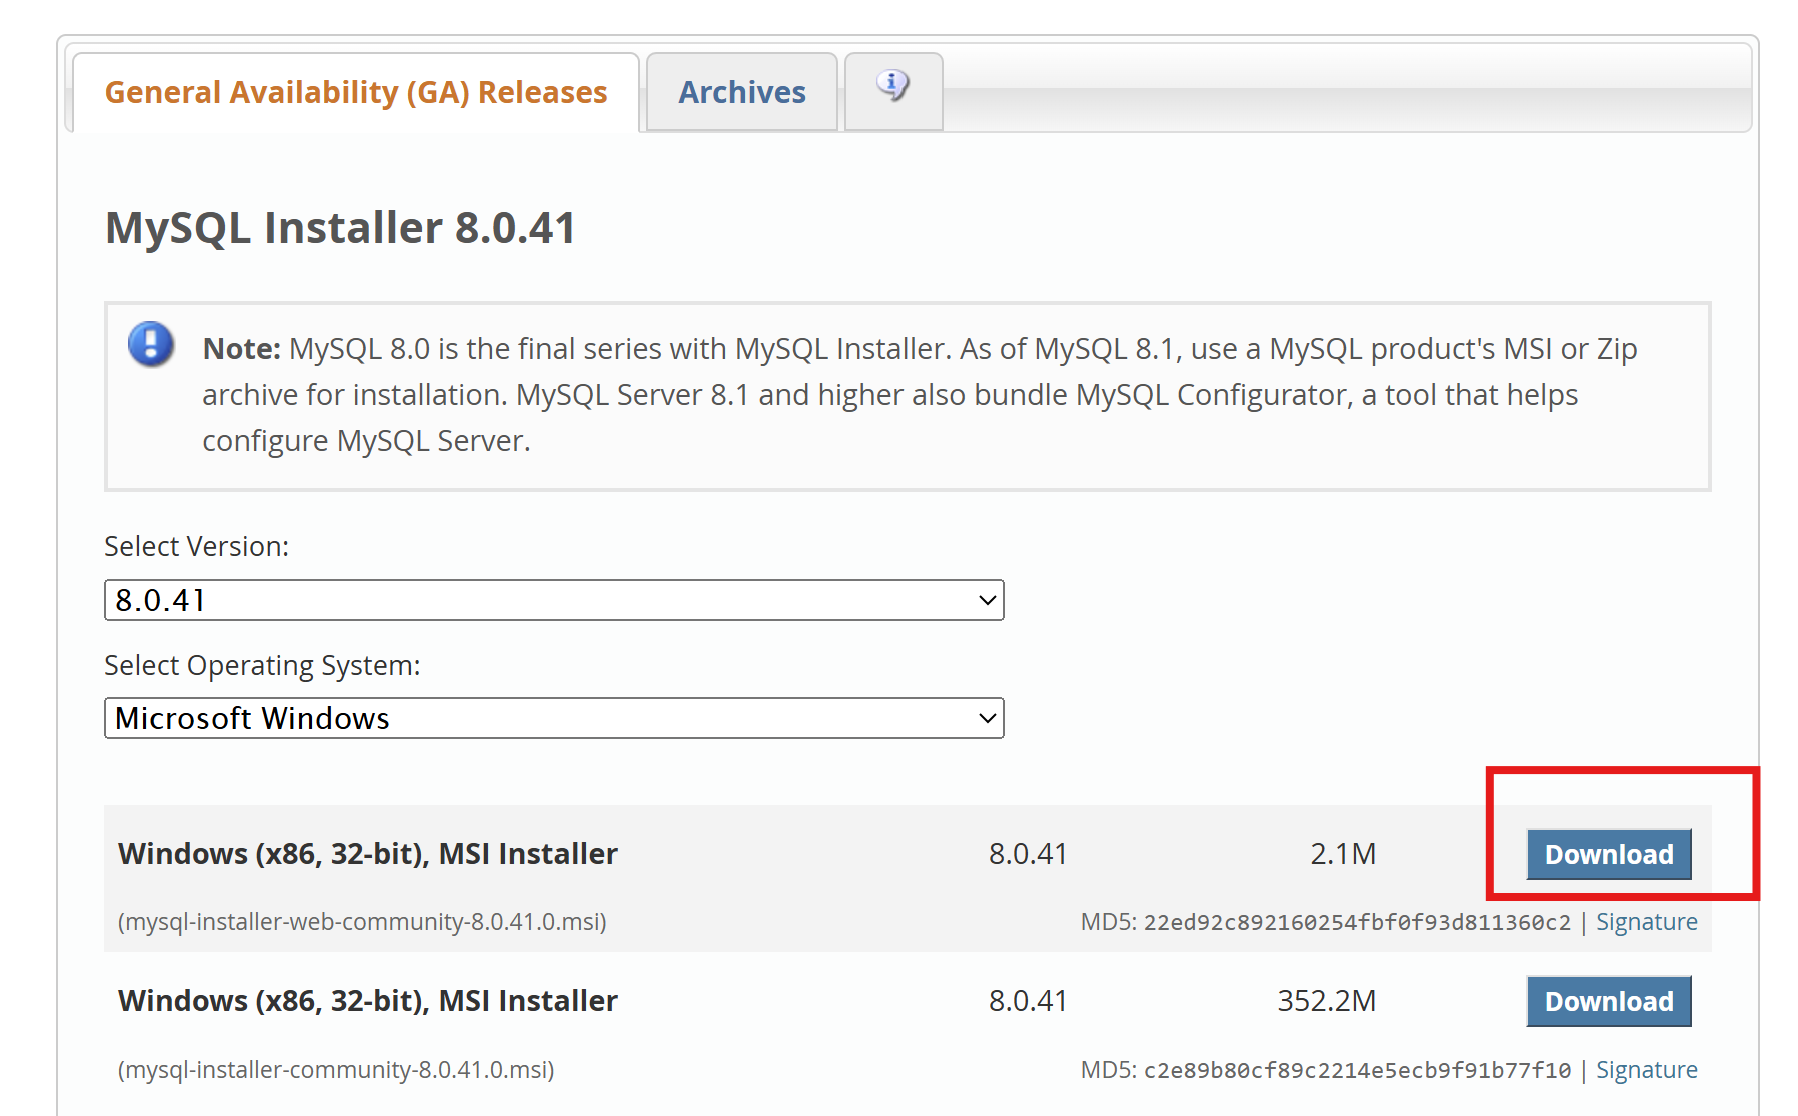 General Availability (GA) Releases
Archives
MySQL Installer 8.0.41
Note: MySQL 8.0 is the final series with MySQL Installer. As of MySQL 8.1, use a MySQL product's MSI or Zip
archive for installation. MySQL Server 8.1 and higher also bundle MySQL Configurator, a tool that helps
configure MySQL Server.
Select Version:
8.0.41
Select Operating System:
Microsoft Windows
Windows (x86, 32-bit), MSI Installer 8.0.41 2.1M Download
(mysql-installer-web-community-8.0.41.0.msi) MD5: 22ed92c892160254fbf0f93d811360c2 | Signature
Windows (x86, 32-bit), MSI Installer 8.0.41 352.2M Download
(mysql-installer-community-8.0.41.0.msi) MD5: c2e89b80cf89c2214e5ecb9f91b77f10 | Signature